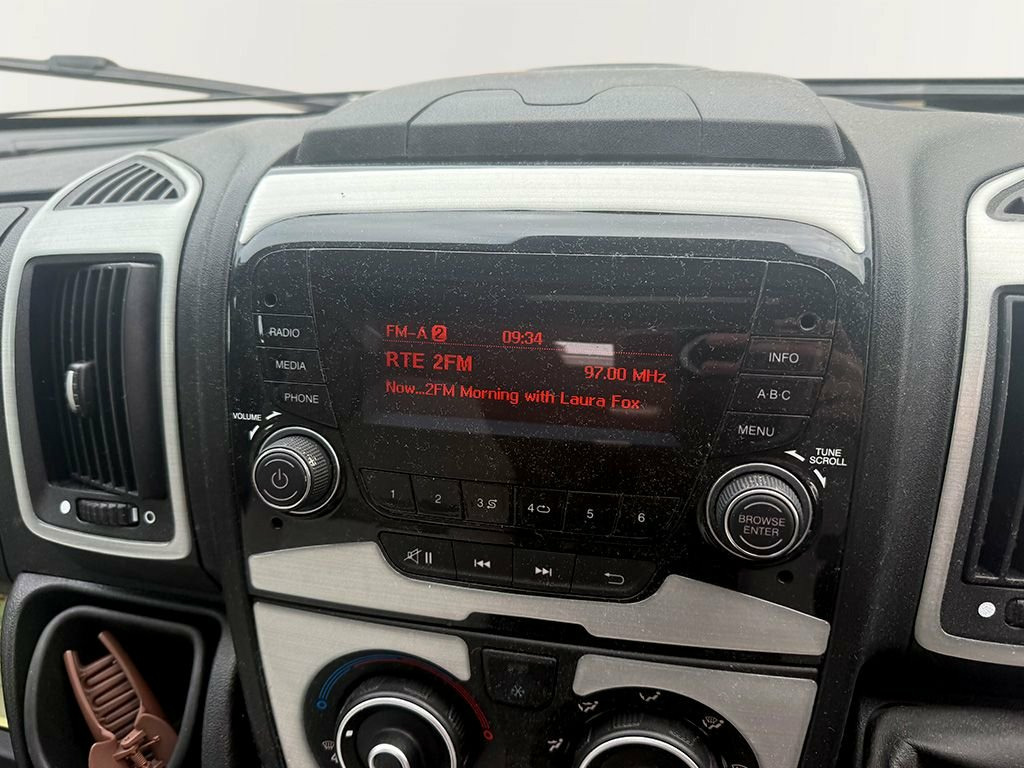 FM-A 2 09:34
RTE 2FM
97.00 MHz
Now...2FM Morning with Laura Fox
RADIO
MEDIA
PHONE
VOLUME
INFO
A·B·C
MENU
TUNE
SCROLL
1 2 3 4 5 6
BROWSE
ENTER
4